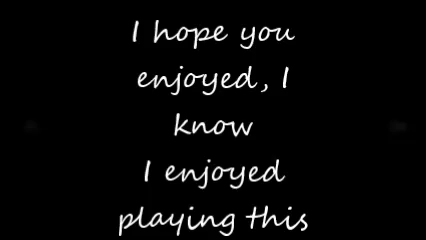 I hope you
enjoyed, I
know
I enjoyed
playing this